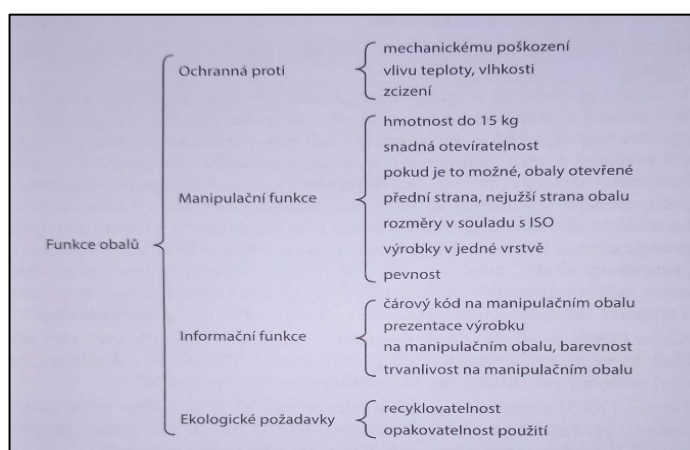 Funkce obalů
Ochranná proti
mechanickému poškození
vlivu teploty, vlhkosti
zcizení
Manipulační funkce
hmotnost do 15 kg
snadná otevíratelnost
pokud je to možné, obaly otevřené
přední strana, nejužší strana obalu
rozměry v souladu s ISO
výrobky v jedné vrstvě
pevnost
Informační funkce
čárový kód na manipulačním obalu
prezentace výrobku
na manipulačním obalu, barevnost
trvanlivost na manipulačním obalu
Ekologické požadavky
recyklovatelnost
opakovatelnost použití